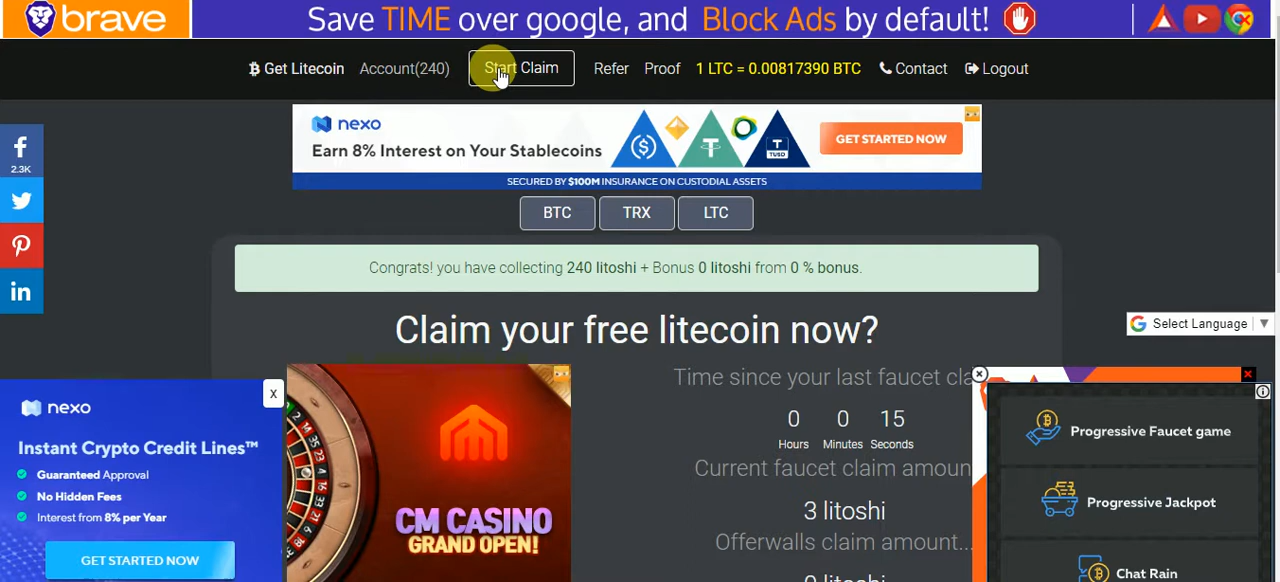 brave
Save TIME over google, and Block Ads by default!
Get Litecoin Account(240) Start Claim Refer Proof 1 LTC = 0.00817390 BTC Contact Logout
nexo
Earn 8% Interest on Your Stablecoins
GET STARTED NOW
SECURED BY $100M INSURANCE ON CUSTODIAL ASSETS
2.3K
BTC TRX LTC
Congrats! you have collecting 240 litoshi + Bonus 0 litoshi from 0 % bonus.
Claim your free litecoin now?
Select Language
Time since your last faucet cla
0 0 15
Hours Minutes Seconds
Current faucet claim amoun
3 litoshi
Offerwalls claim amount...
0 litoshi
X
nexo
Instant Crypto Credit Lines™
Guaranteed Approval
No Hidden Fees
Interest from 8% per Year
GET STARTED NOW
CM CASINO
GRAND OPEN!
Progressive Faucet game
Progressive Jackpot
Chat Rain